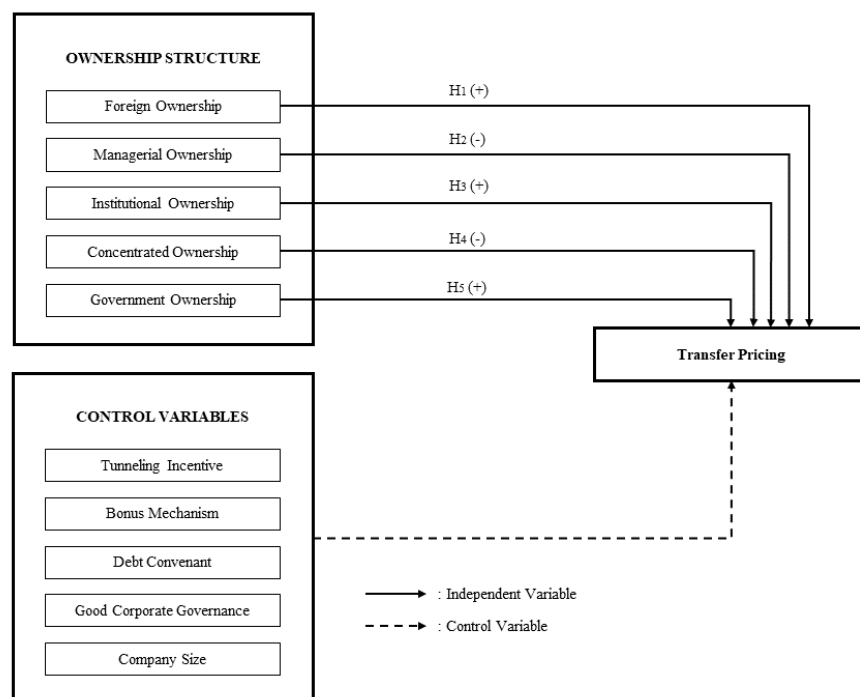 OWNERSHIP STRUCTURE
Foreign Ownership
H1 (+)
Managerial Ownership
H2 (-)
Institutional Ownership
H3 (+)
Concentrated Ownership
H4 (-)
Government Ownership
H5 (+)
Transfer Pricing
CONTROL VARIABLES
Tunneling Incentive
Bonus Mechanism
Debt Convenant
Good Corporate Governance
Company Size
: Independent Variable
: Control Variable